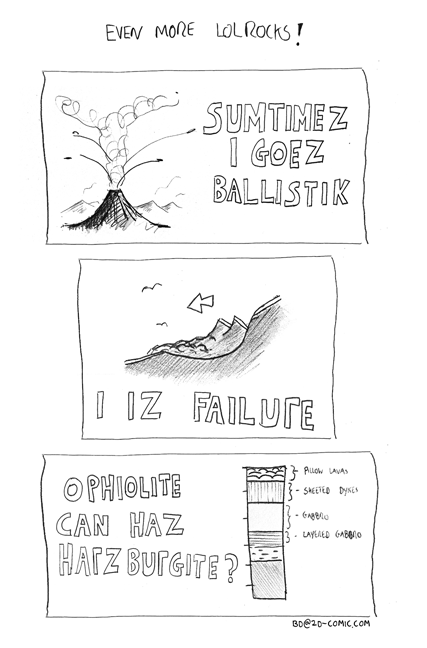 EVEN MORE LOLROCKS!
SUMTIMEZ
I GOEZ
BALLISTIK
I IZ FAILURE
OPHIOLITE
CAN HAZ
HARZBURGITE?
PILLOW LAVAS
- SHEETED DYKES
- GABBRO
- LAYERED GABBRO
BD@2D-COMIC.COM